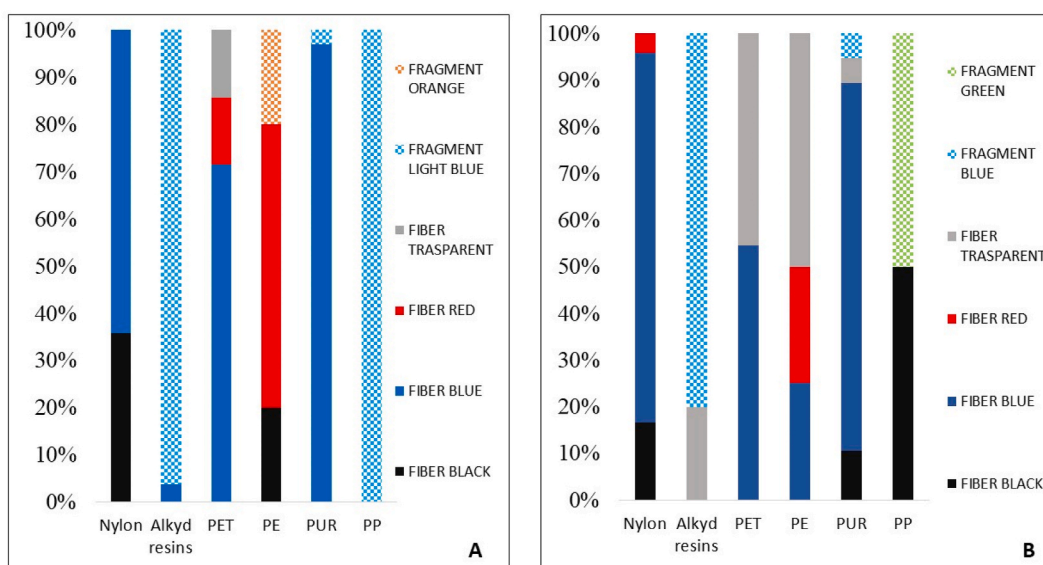 100%
90%
80%
70%
60%
50%
40%
30%
20%
10%
0%
Nylon
Alkyd
resins
PET
PE
PUR
PP
FRAGMENT
ORANGE
FRAGMENT
LIGHT BLUE
FIBER
TRASPARENT
FIBER RED
FIBER BLUE
FIBER BLACK
A
100%
90%
80%
70%
60%
50%
40%
30%
20%
10%
0%
Nylon
Alkyd
resins
PET
PE
PUR
PP
FRAGMENT
GREEN
FRAGMENT
BLUE
FIBER
TRASPARENT
FIBER RED
FIBER BLUE
FIBER BLACK
B